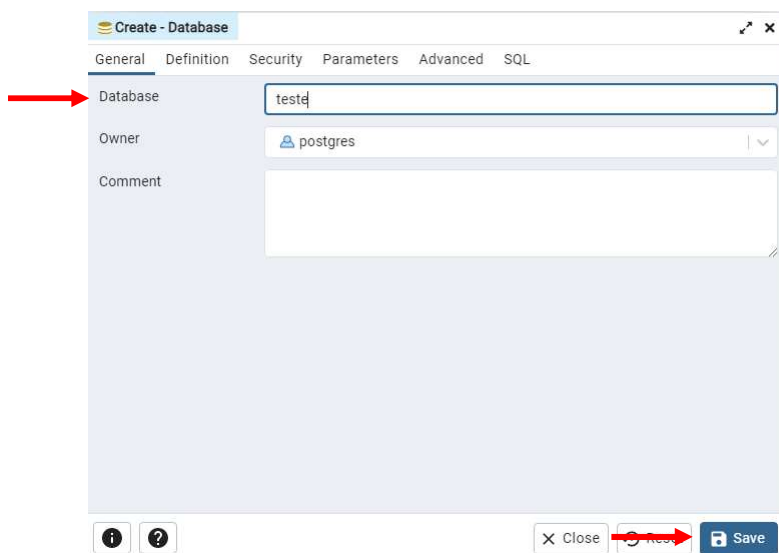 Create - Database
General Definition Security Parameters Advanced SQL
Database teste
Owner postgres
Comment
Close Save